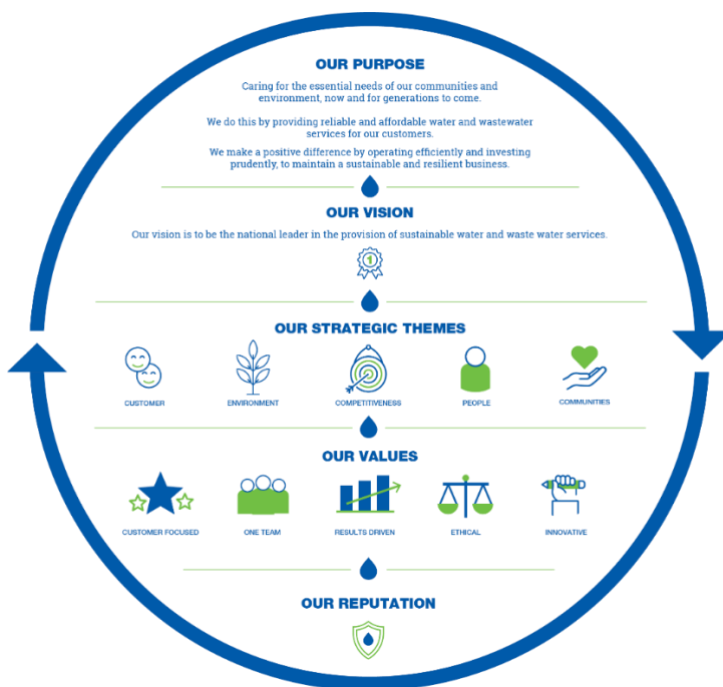 OUR PURPOSE
Caring for the essential needs of our communities and
environment, now and for generations to come.
We do this by providing reliable and affordable water and wastewater
services for our customers.
We make a positive difference by operating efficiently and investing
prudently, to maintain a sustainable and resilient business.
OUR VISION
Our vision is to be the national leader in the provision of sustainable water and waste water services.
1
OUR STRATEGIC THEMES
CUSTOMER
ENVIRONMENT
COMPETITIVENESS
PEOPLE
COMMUNITIES
OUR VALUES
CUSTOMER FOCUSED
ONE TEAM
RESULTS DRIVEN
ETHICAL
INNOVATIVE
OUR REPUTATION